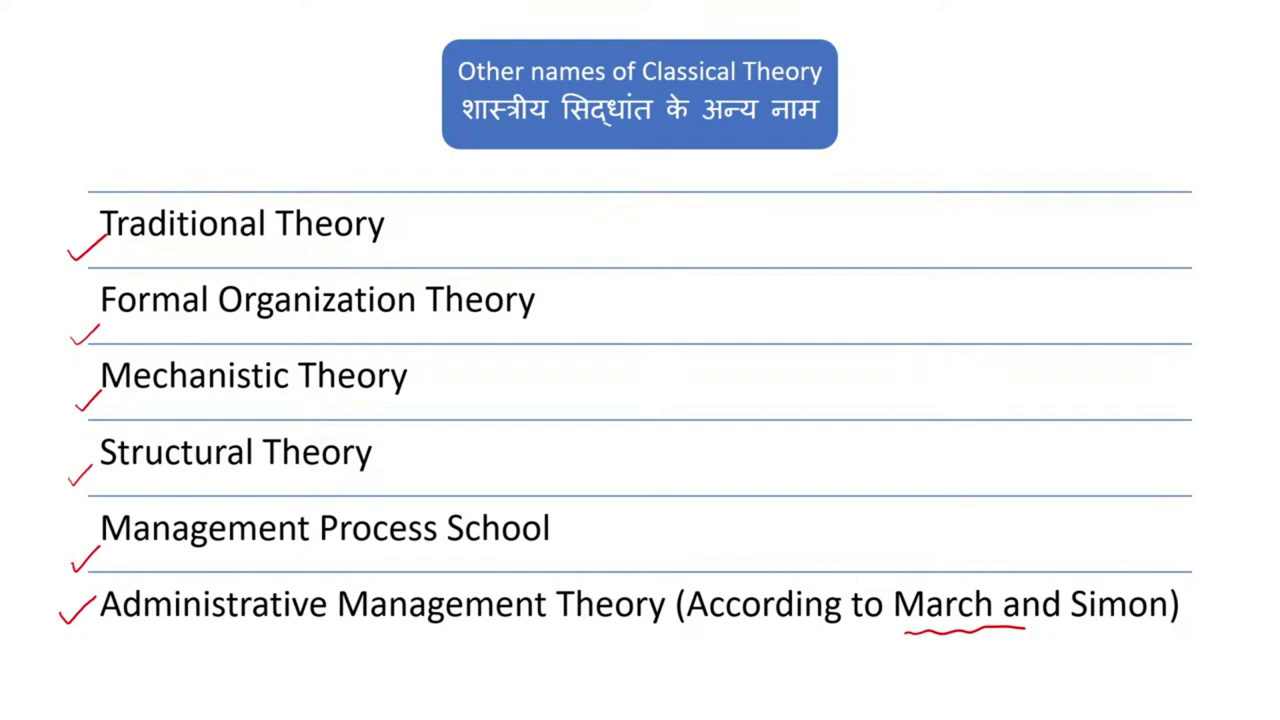 Other names of Classical Theory
शास्त्रीय सिद्धांत के अन्य नाम
Traditional Theory
Formal Organization Theory
Mechanistic Theory
Structural Theory
Management Process School
Administrative Management Theory (According to March and Simon)